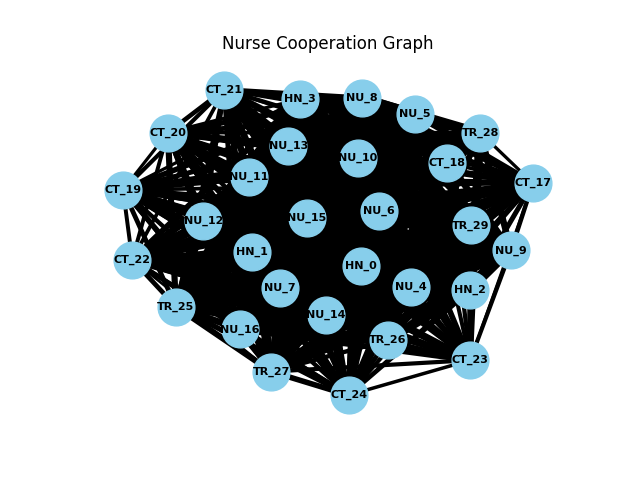 Nurse Cooperation Graph
CT_21
HN_3
NU_8
NU_5
CT_20
TR_28
NU_13
NU_10
CT_18
NU_11
CT_19
CT_17
NU_12
NU_15
NU_6
TR_29
HN_1
NU_9
CT_22
HN_0
NU_7
NU_4
HN_2
TR_25
NU_14
NU_16
TR_26
CT_23
TR_27
CT_24